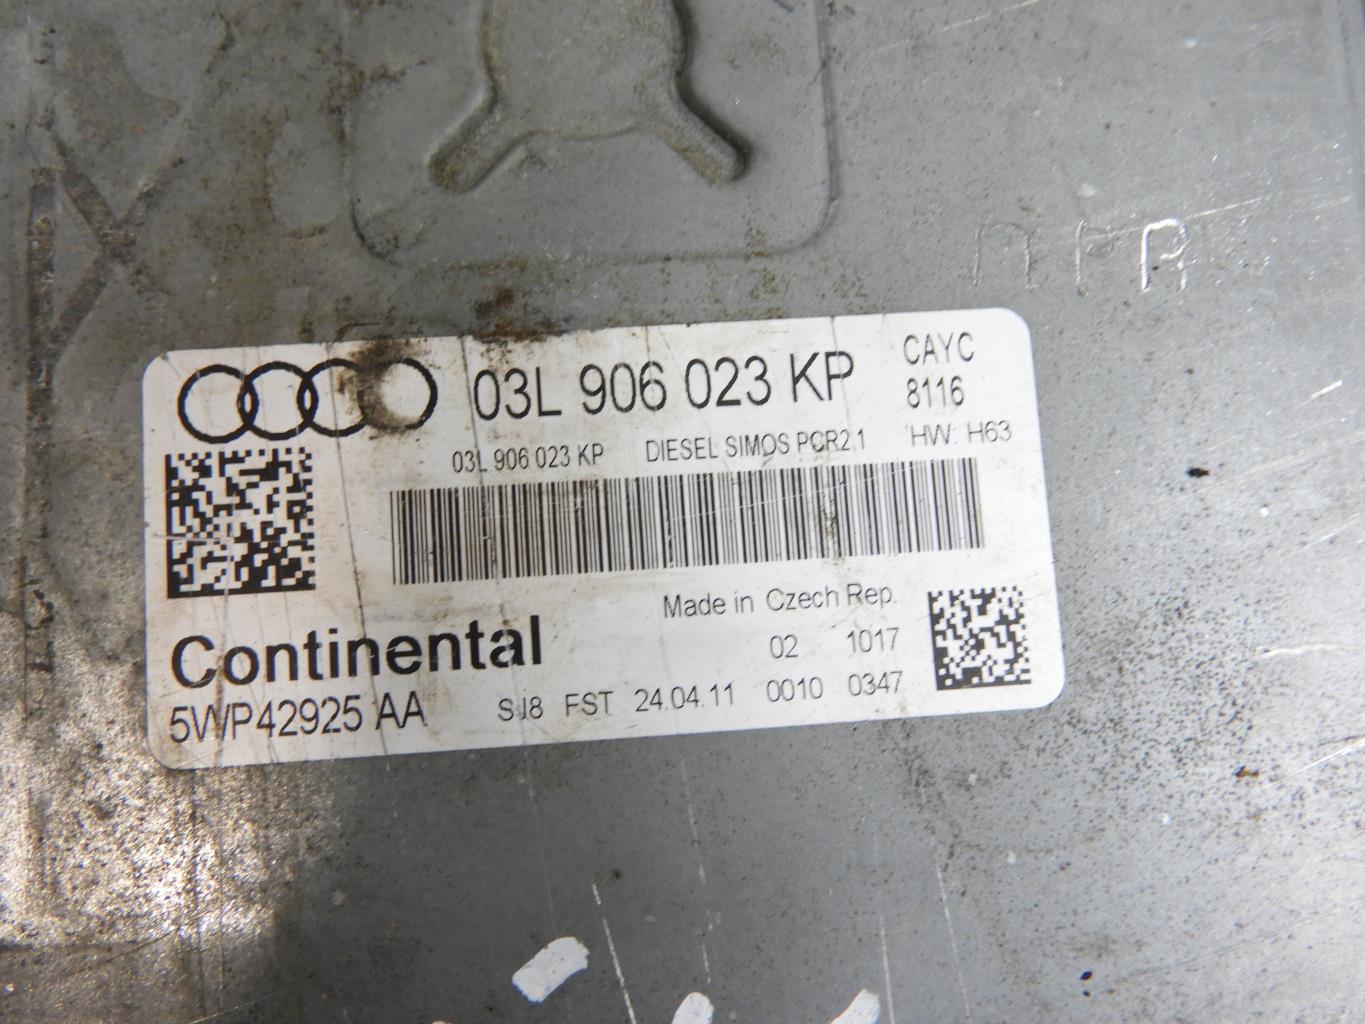 03L 906 023 KP
CAYC
8116
03L 906 023 KP DIESEL SIMOS PCR2.1 HW: H63
Made in Czech Rep.
Continental
02 1017
5WP42925 AA SJ8 FST 24.04.11 0010 0347